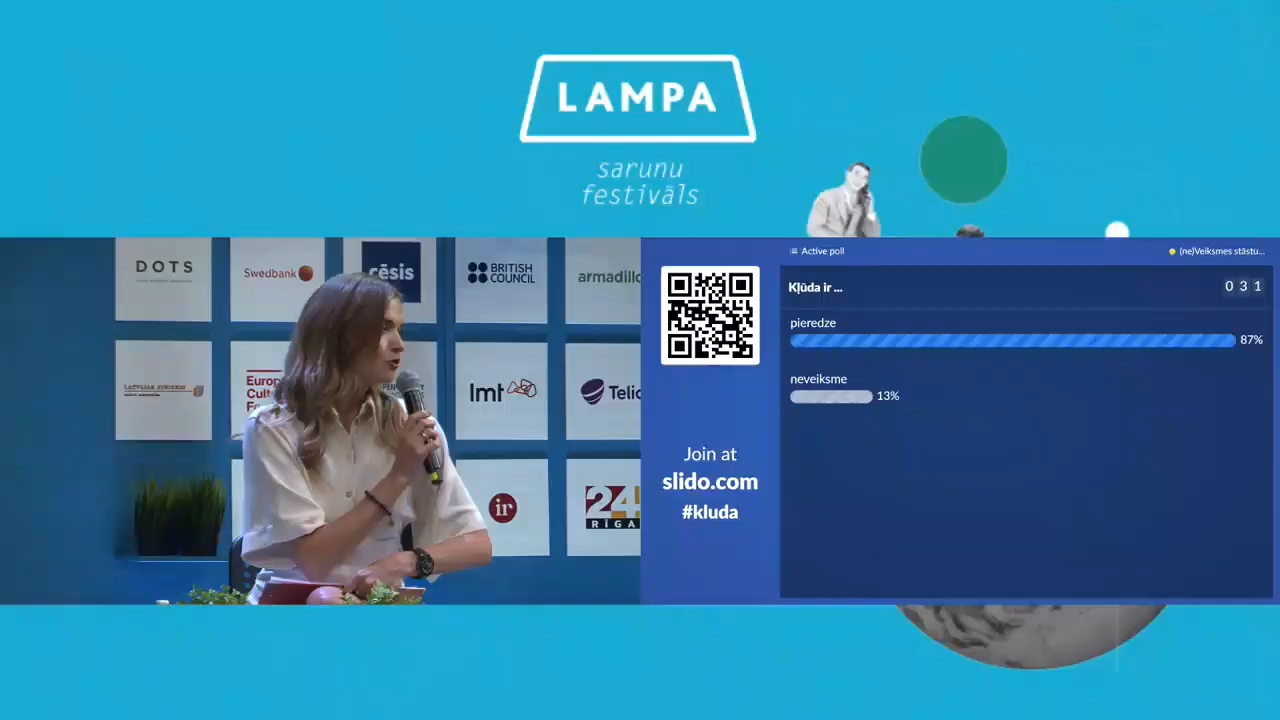 LAMPA
sarunu
festivāls
DOTS
Swedbank
cēsis
BRITISH
COUNCIL
armadillo
lmt
Telia
ir
24
RĪGA
Active poll
(ne)Veiksmes stāstu...
Kļūda ir ...
0 3 1
pieredze
87%
neveiksme
13%
Join at
slido.com
#kluda